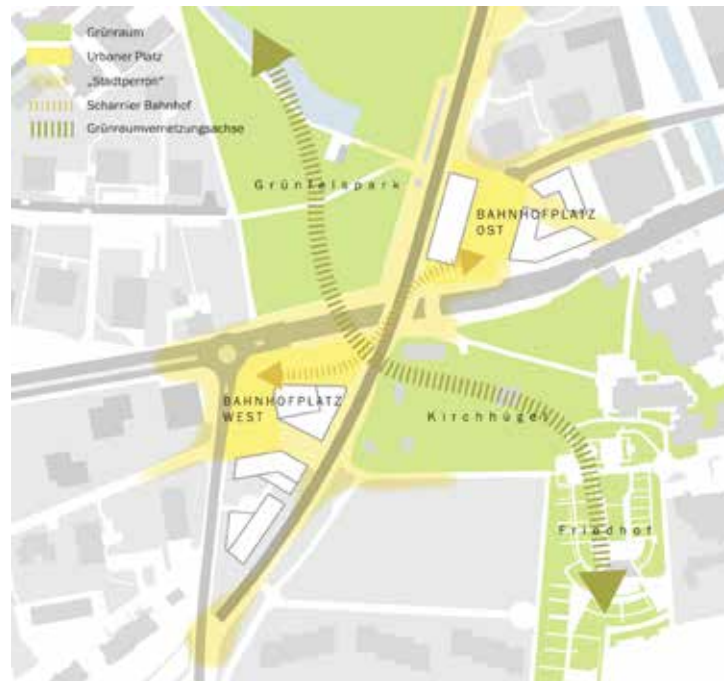 Grünraum
Urbaner Platz
„Stadtperron"
Scharnier Bahnhof
Grünraumvernetzungsachse
Grünfelspark
BAHNHOFPLATZ
OST
BAHNHOFPLATZ
WEST
Kirchhügel
Friedhof